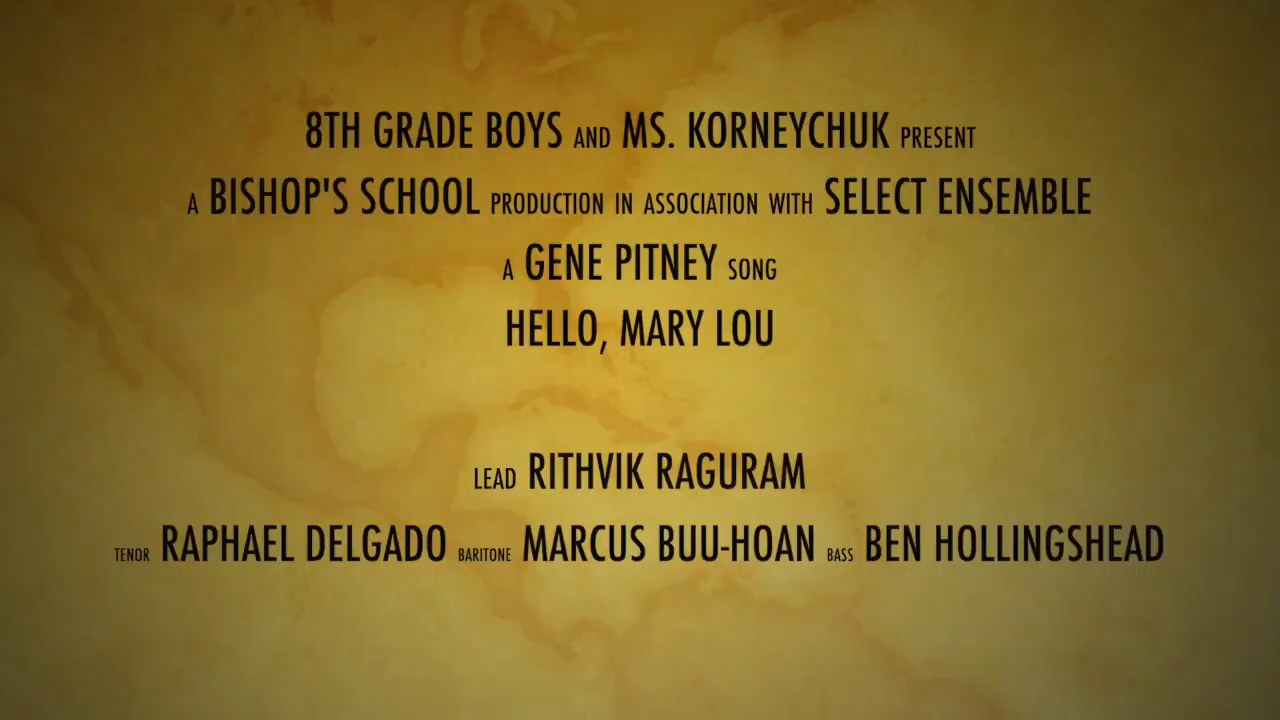 8TH GRADE BOYS AND MS. KORNEYCHUK PRESENT
A BISHOP'S SCHOOL PRODUCTION IN ASSOCIATION WITH SELECT ENSEMBLE
A GENE PITNEY SONG
HELLO, MARY LOU
LEAD RITHVIK RAGURAM
TENOR RAPHAEL DELGADO BARITONE MARCUS BUU-HOAN BASS BEN HOLLINGSHEAD